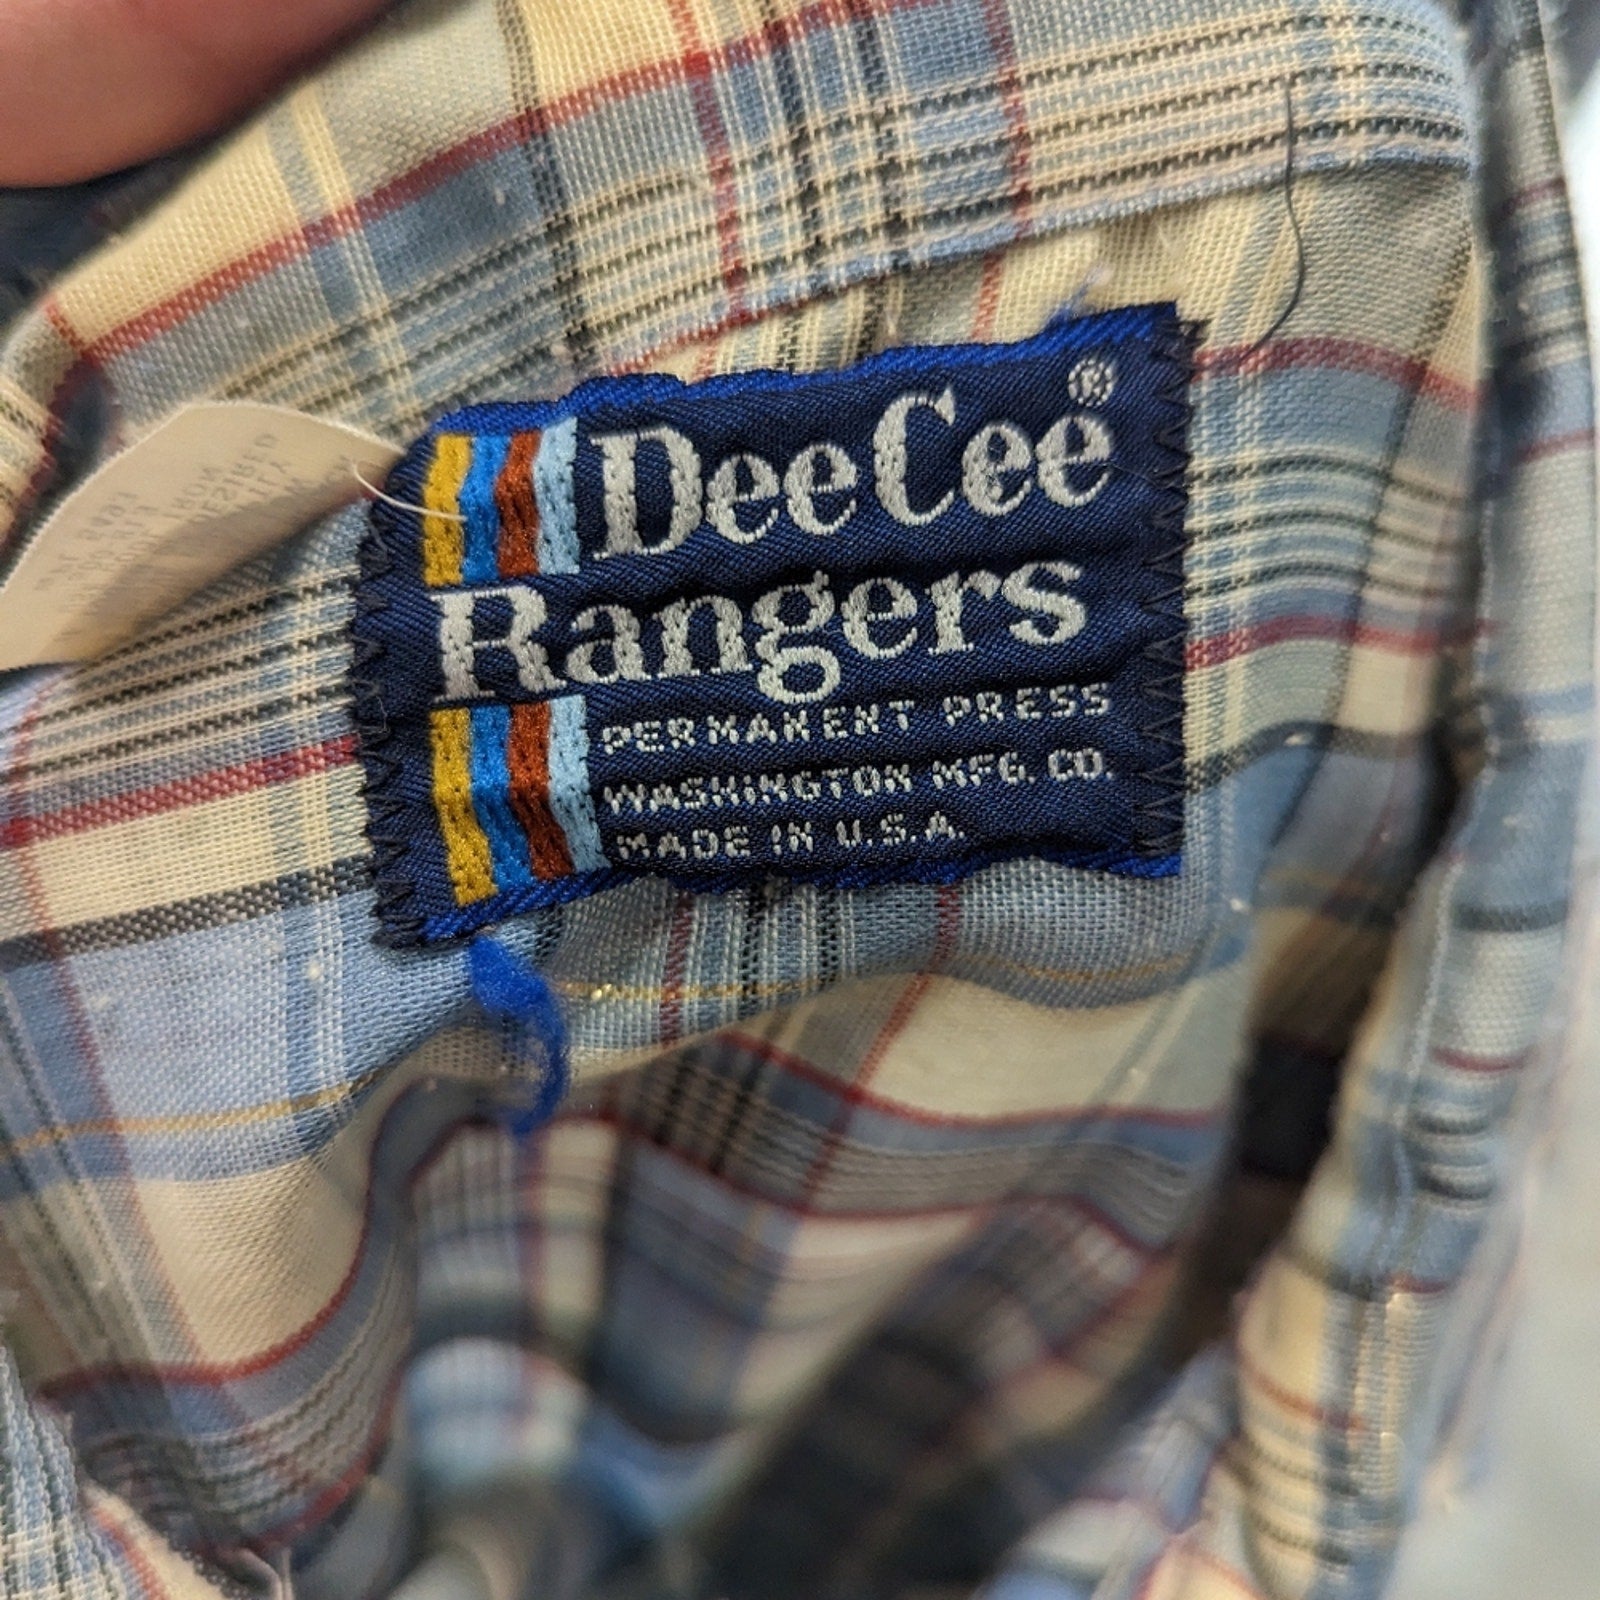 DeeCee®
Rangers
PERMANENT PRESS
WASHINGTON MFG. CO.
MADE IN U.S.A.